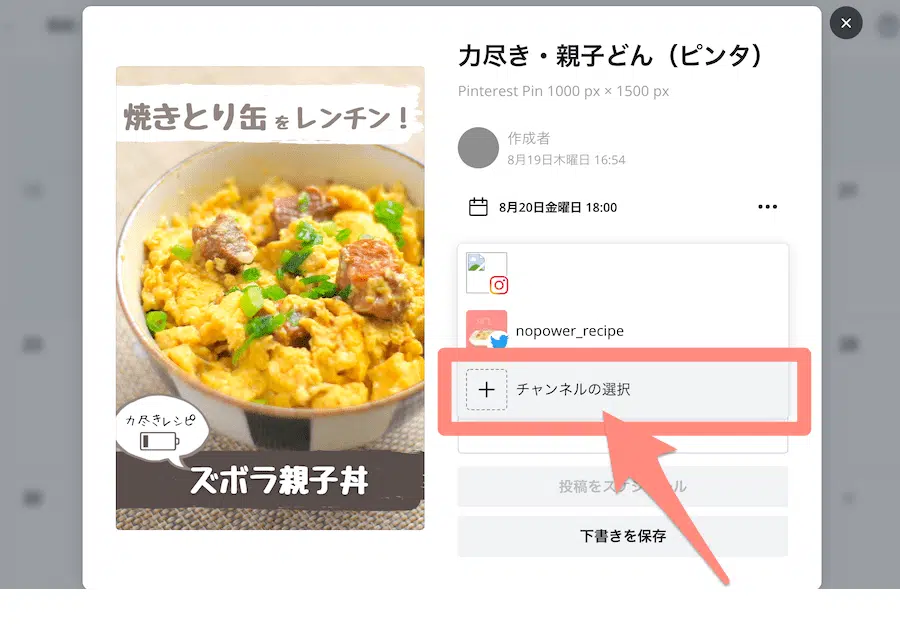 力尽き・親子どん（ピンタ）
Pinterest Pin 1000 px × 1500 px
作成者
8月19日木曜日 16:54
8月20日金曜日 18:00
nopower_recipe
チャンネルの選択
投稿をスケジュール
下書きを保存
焼きとり缶をレンチン！
力尽きレシピ
ズボラ親子丼